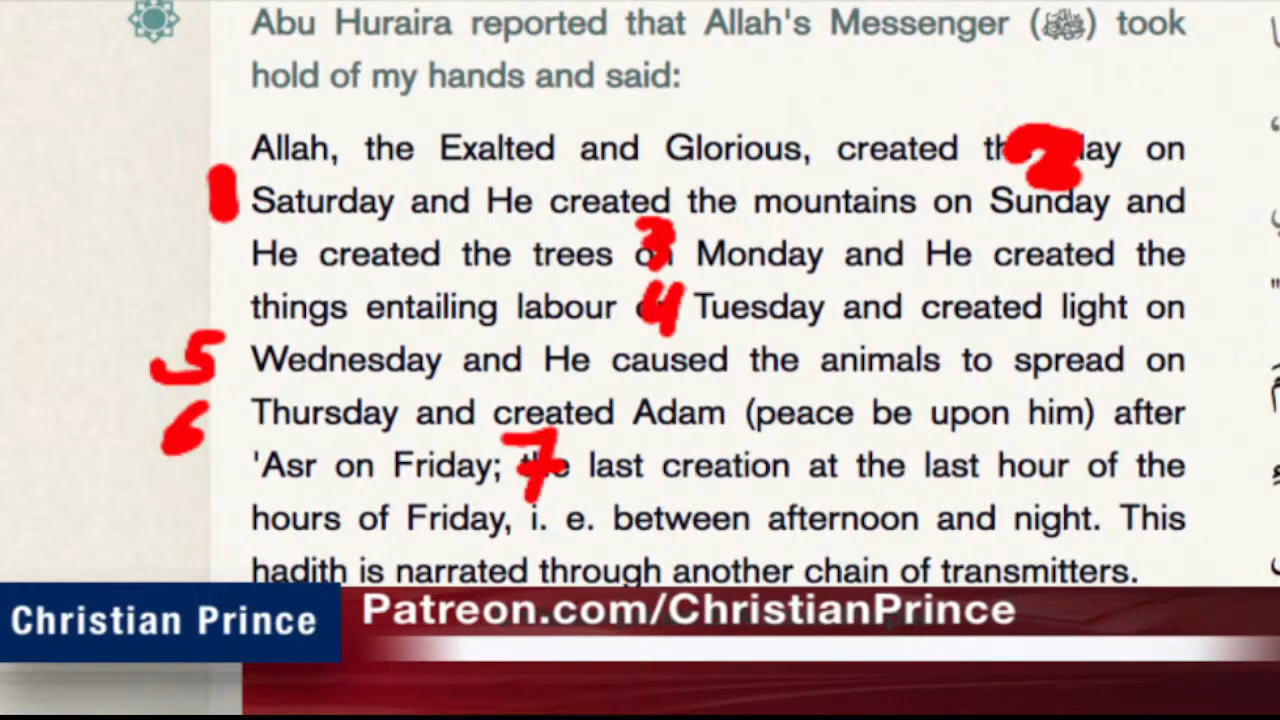 Abu Huraira reported that Allah's Messenger (ﷺ) took
hold of my hands and said:
Allah, the Exalted and Glorious, created on
2
1
Saturday and He created the mountains on Sunday and
He created the trees Monday and He created the
3
things entailing labour Tuesday and created light on
4
5
Wednesday and He caused the animals to spread on
6
Thursday and created Adam (peace be upon him) after
'Asr on Friday; last creation at the last hour of the
7
hours of Friday, i. e. between afternoon and night. This
hadith is narrated through another chain of transmitters.
Christian Prince
Patreon.com/ChristianPrince